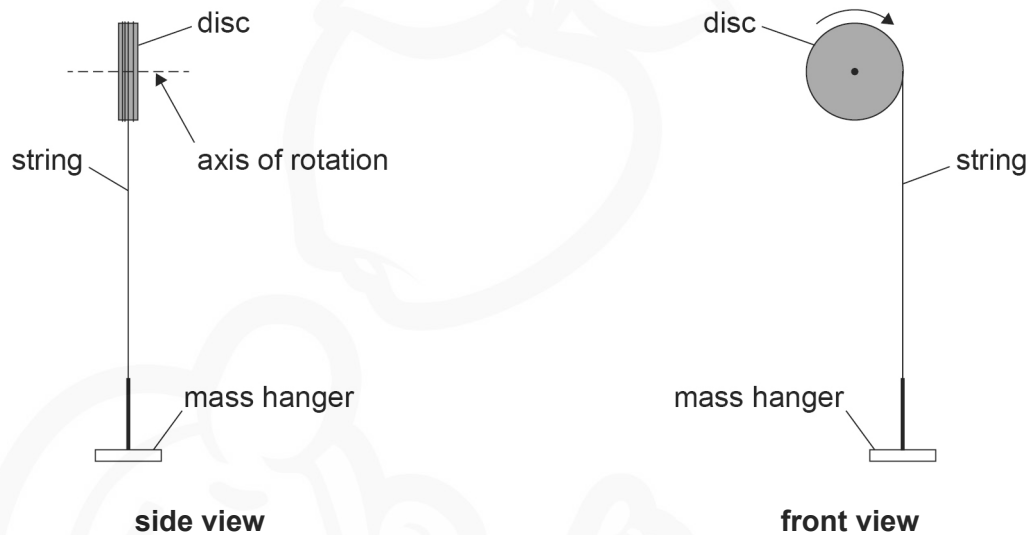 disc
disc
string
axis of rotation
string
mass hanger
mass hanger
side view
front view